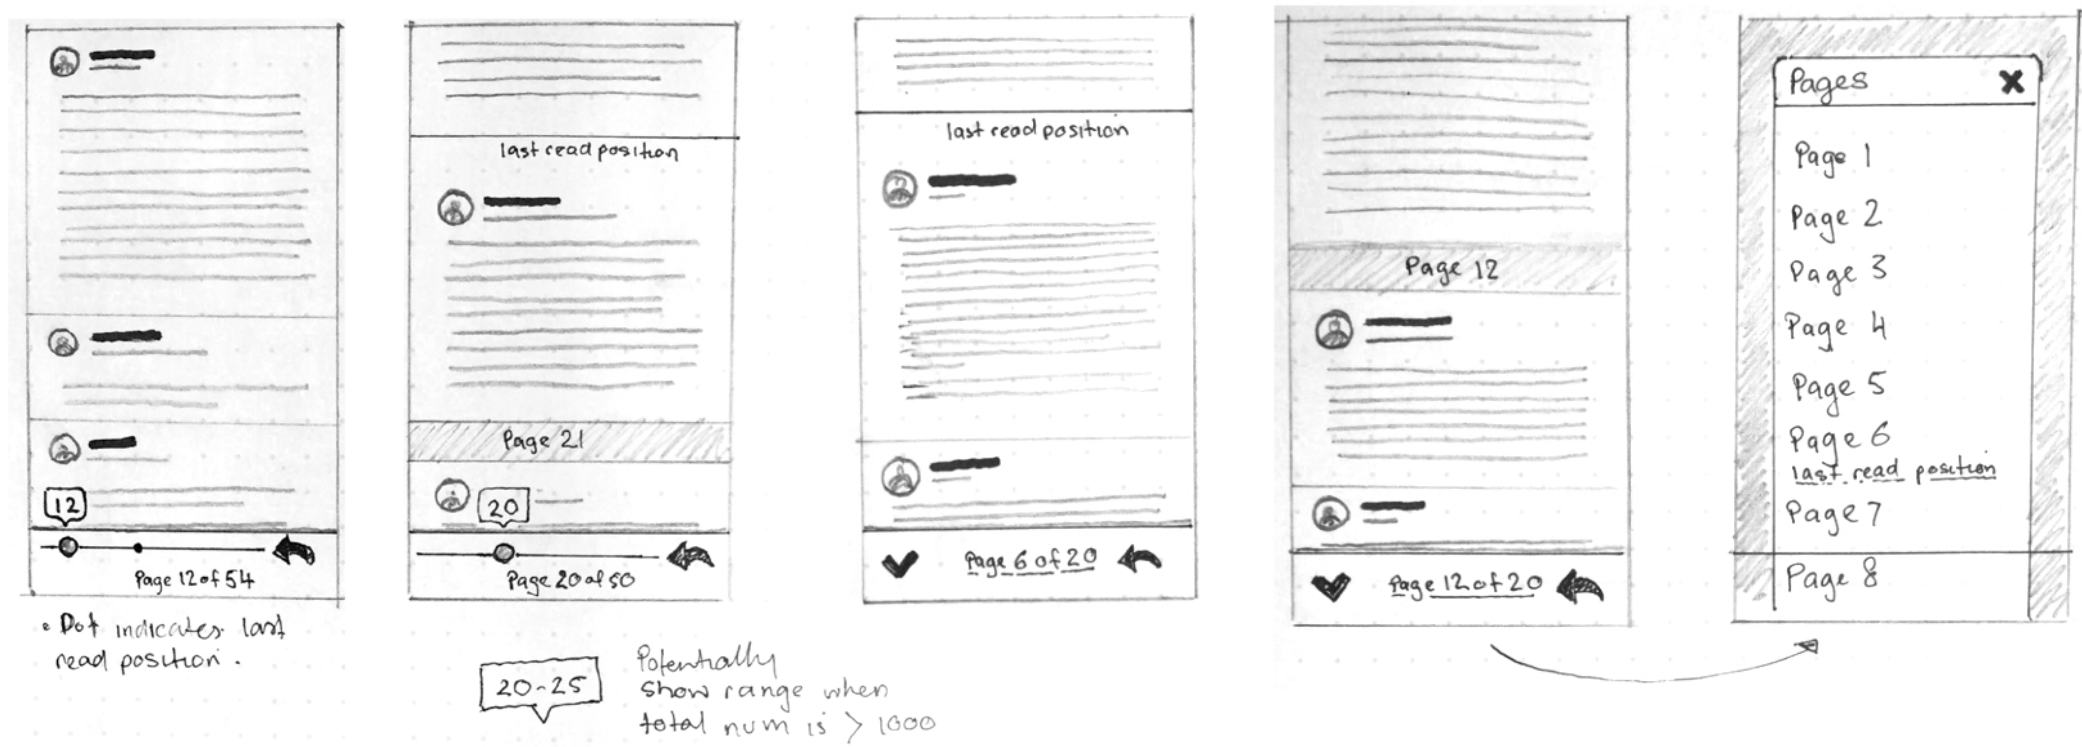 12
Page 12 of 54
• Dot indicates last
read position.
last read position
Page 21
20
Page 20 of 50
20-25
Potentially
show range when
total num is > 1000
last read position
Page 6 of 20
Page 12
Page 12 of 20
Pages
Page 1
Page 2
Page 3
Page 4
Page 5
Page 6
last read position
Page 7
Page 8